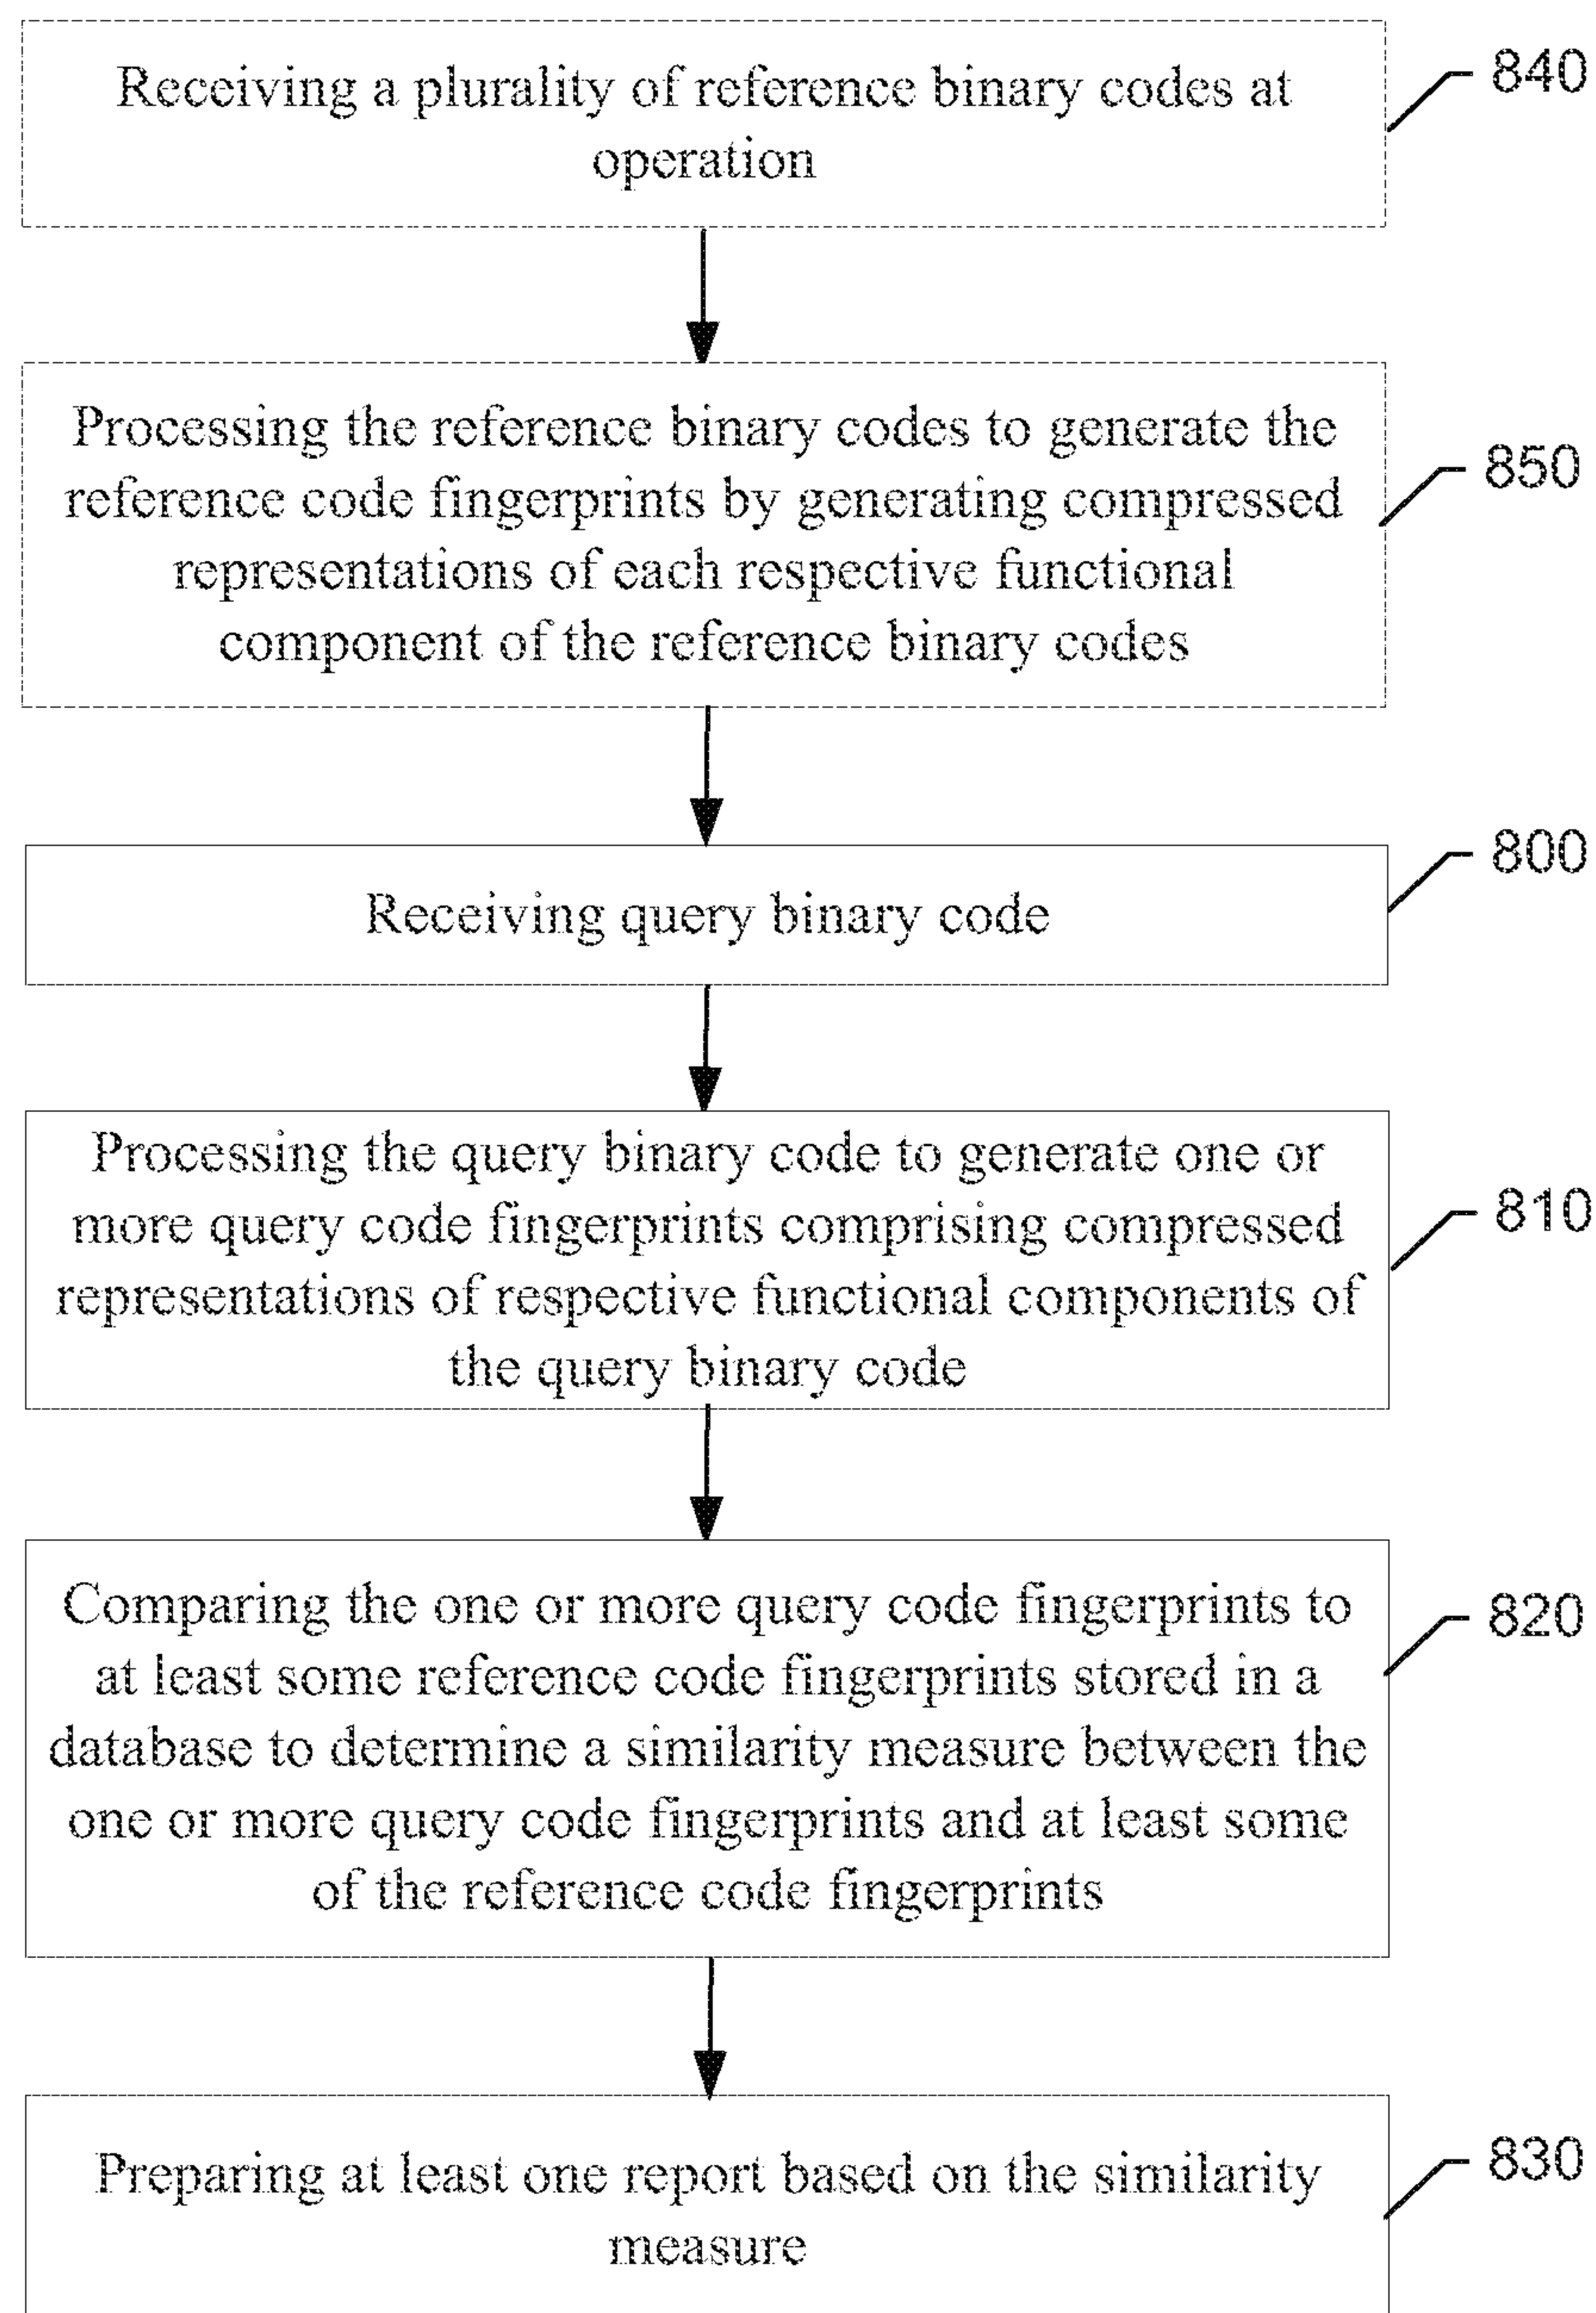 Receiving a plurality of reference binary codes at
operation
840
Processing the reference binary codes to generate the
reference code fingerprints by generating compressed
representations of each respective functional
component of the reference binary codes
850
Receiving query binary code
800
Processing the query binary code to generate one or
more query code fingerprints comprising compressed
representations of respective functional components of
the query binary code
810
Comparing the one or more query code fingerprints to
at least some reference code fingerprints stored in a
database to determine a similarity measure between the
one or more query code fingerprints and at least some
of the reference code fingerprints
820
Preparing at least one report based on the similarity
measure
830